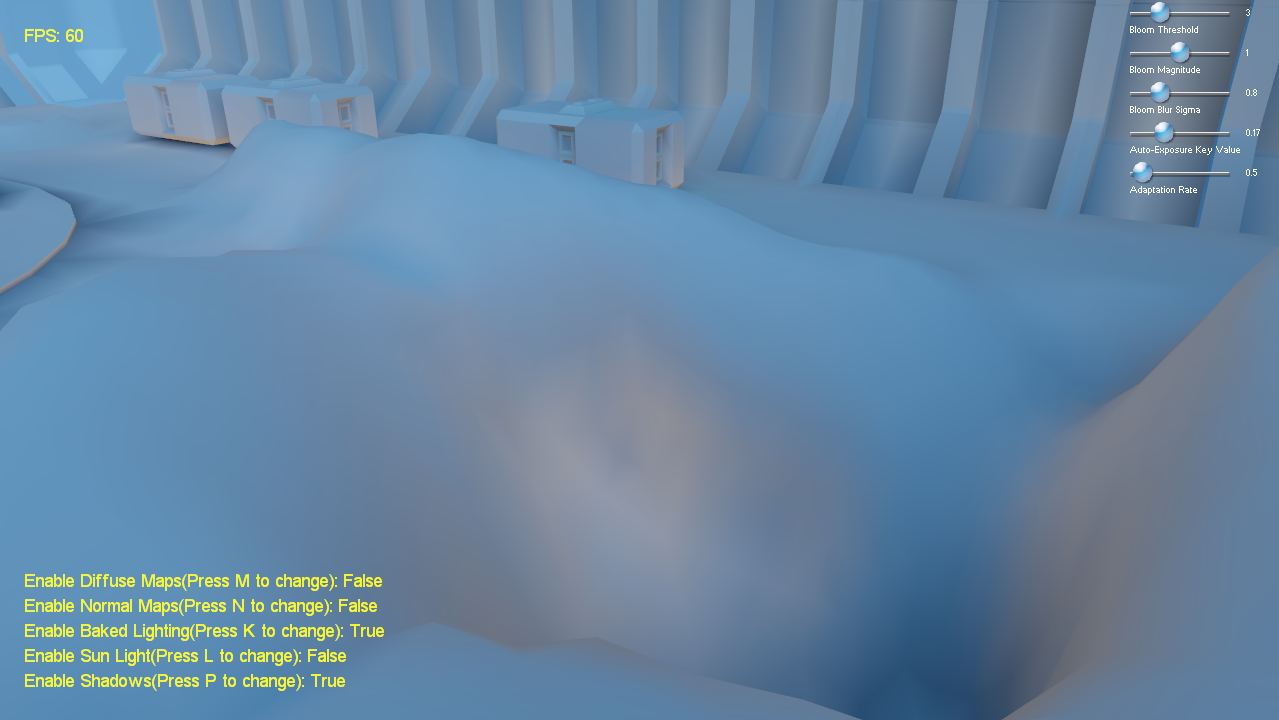 FPS: 60
3
Bloom Threshold
1
Bloom Magnitude
0.8
Bloom Blur Sigma
0.17
Auto-Exposure Key Value
0.5
Adaptation Rate
Enable Diffuse Maps(Press M to change): False
Enable Normal Maps(Press N to change): False
Enable Baked Lighting(Press K to change): True
Enable Sun Light(Press L to change): False
Enable Shadows(Press P to change): True